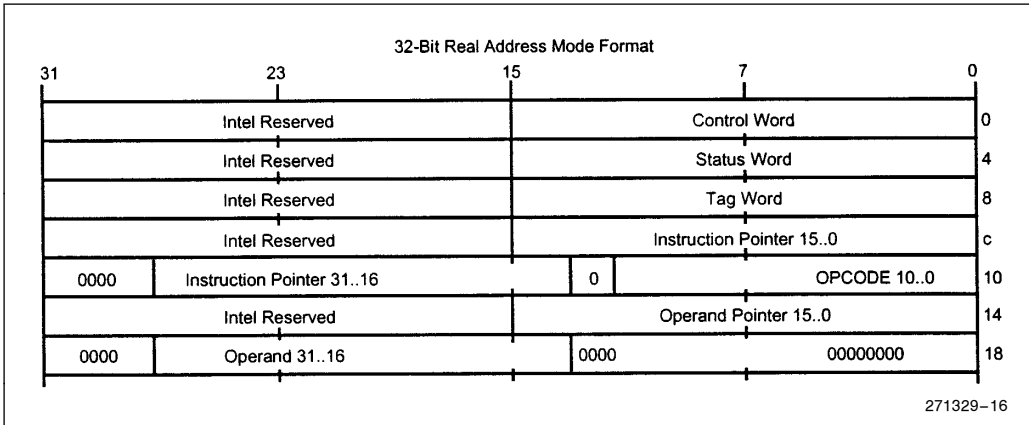 32-Bit Real Address Mode Format
31 23 15 7 0
Intel Reserved Control Word 0
Intel Reserved Status Word 4
Intel Reserved Tag Word 8
Intel Reserved Instruction Pointer 15..0 c
0000 Instruction Pointer 31..16 0 OPCODE 10..0 10
Intel Reserved Operand Pointer 15..0 14
0000 Operand 31..16 0000 00000000 18
271329–16